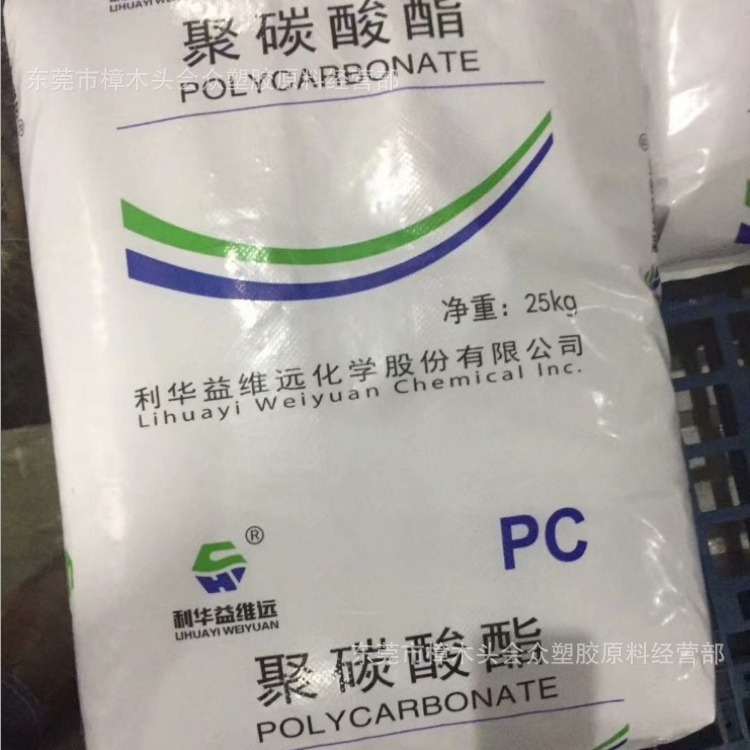 LIHUAYI WEIYUAN
聚碳酸酯
东莞市樟木头会众塑胶原料经营部
POLYCARBONATE
净重：25kg
利华益维远化学股份有限公司
Lihuayi Weiyuan Chemical Inc.
®
PC
利华益维远
LIHUAYI WEIYUAN
聚碳酸酯
东莞市樟木头会众塑胶原料经营部
POLYCARBONATE